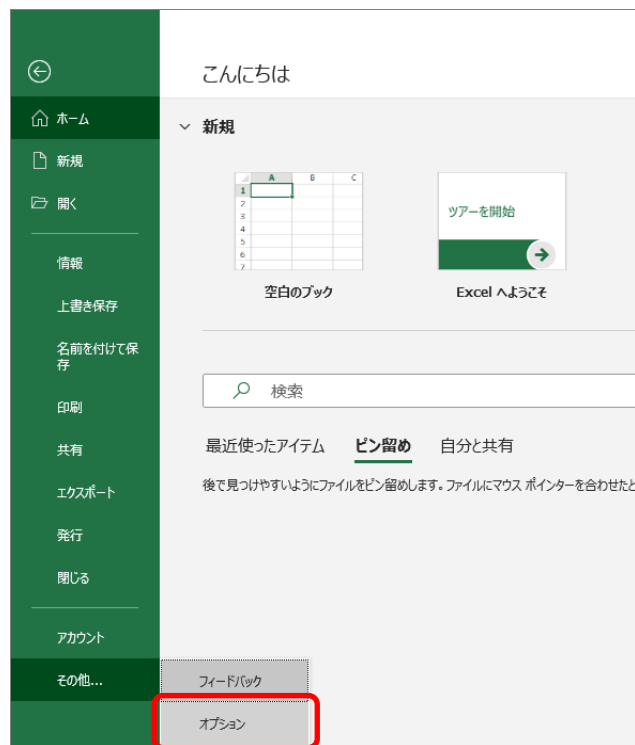 こんにちは
ホーム
新規
開く
情報
上書き保存
名前を付けて保
存
印刷
共有
エクスポート
発行
閉じる
アカウント
その他...
フィードバック
オプション
新規
A B C
1
2
3
4
5
6
7
空白のブック
ツアーを開始
Excel へようこそ
検索
最近使ったアイテム ピン留め 自分と共有
後で見つけやすいようにファイルをピン留めします。ファイルにマウス ポインターを合わせたと